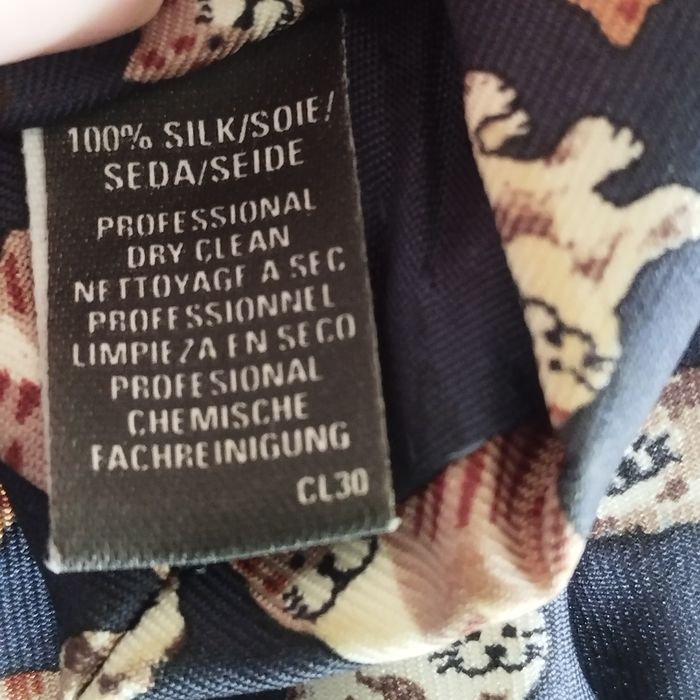 100% SILK/SOIE/
SEDA/SEIDE
PROFESSIONAL
DRY CLEAN
NETTOYAGE A SEC
PROFESSIONNEL
LIMPIEZA EN SECO
PROFESIONAL
CHEMISCHE
FACHREINIGUNG
CL30